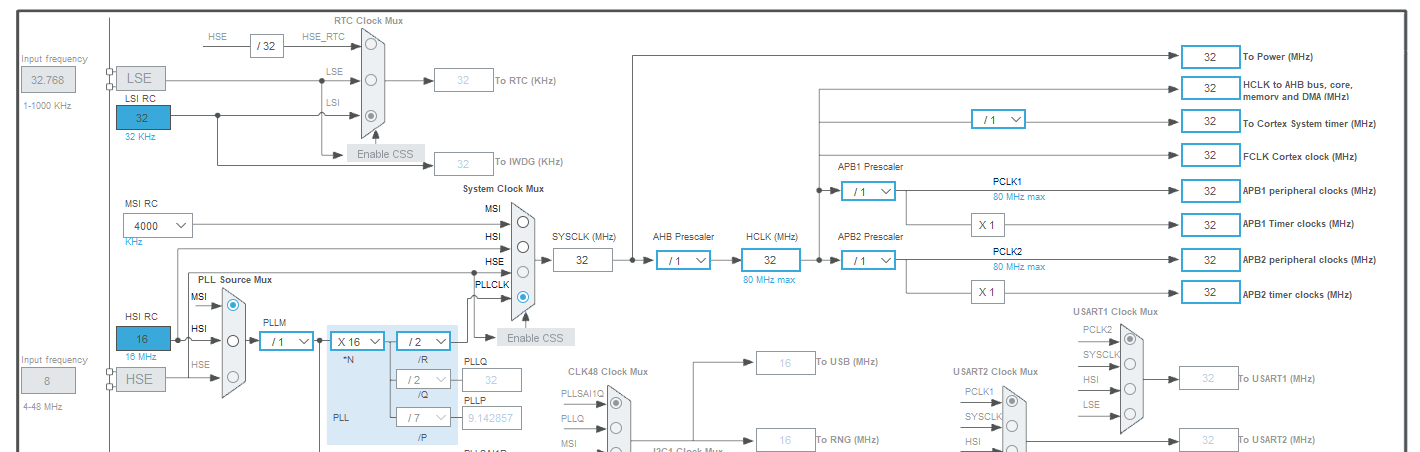 RTC Clock Mux
HSE
/ 32
HSE_RTC
Input frequency
32.768
1-1000 KHz
LSE
LSE
32
To RTC (KHz)
LSI RC
32
32 KHz
LSI
Enable CSS
32
To IWDG (KHz)
System Clock Mux
MSI RC
4000
KHz
MSI
HSI
HSE
PLLCLK
SYSCLK (MHz)
32
AHB Prescaler
/ 1
HCLK (MHz)
32
80 MHz max
32
To Power (MHz)
32
HCLK to AHB bus, core,
memory and DMA (MHz)
/ 1
32
To Cortex System timer (MHz)
32
FCLK Cortex clock (MHz)
APB1 Prescaler
/ 1
PCLK1
80 MHz max
32
APB1 peripheral clocks (MHz)
X 1
32
APB1 Timer clocks (MHz)
APB2 Prescaler
/ 1
PCLK2
80 MHz max
32
APB2 peripheral clocks (MHz)
X 1
32
APB2 timer clocks (MHz)
PLL Source Mux
MSI
HSI RC
16
16 MHz
HSI
HSE
Input frequency
8
4-48 MHz
HSE
PLLM
/ 1
X 16
*N
/ 2
/R
PLLQ
/ 2
32
/Q
PLLP
PLL
/ 7
9.142857
/P
Enable CSS
CLK48 Clock Mux
PLLSAI1Q
PLLQ
MSI
16
To USB (MHz)
16
To RNG (MHz)
I2C1 Clock Mux
PLLSAI1R
USART1 Clock Mux
PCLK2
SYSCLK
HSI
LSE
32
To USART1 (MHz)
USART2 Clock Mux
PCLK1
SYSCLK
HSI
32
To USART2 (MHz)